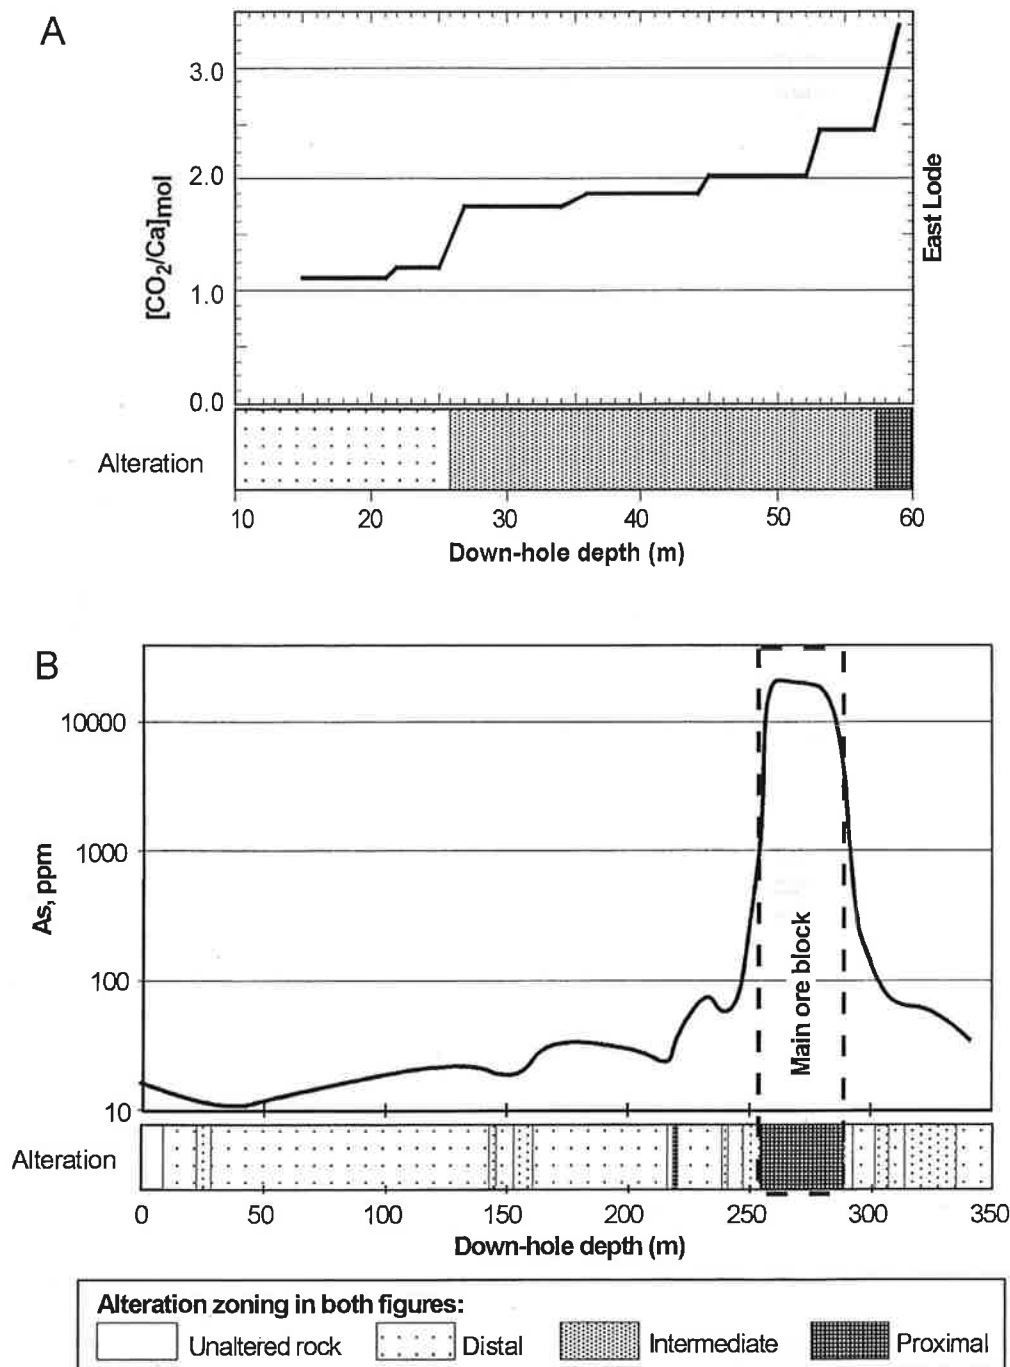 A
3.0
2.0
1.0
0.0
[CO2/Ca]mol
East Lode
Alteration
10 20 30 40 50 60
Down-hole depth (m)
B
10000
1000
100
10
As, ppm
Main ore block
Alteration
0 50 100 150 200 250 300 350
Down-hole depth (m)
Alteration zoning in both figures:
Unaltered rock Distal Intermediate Proximal